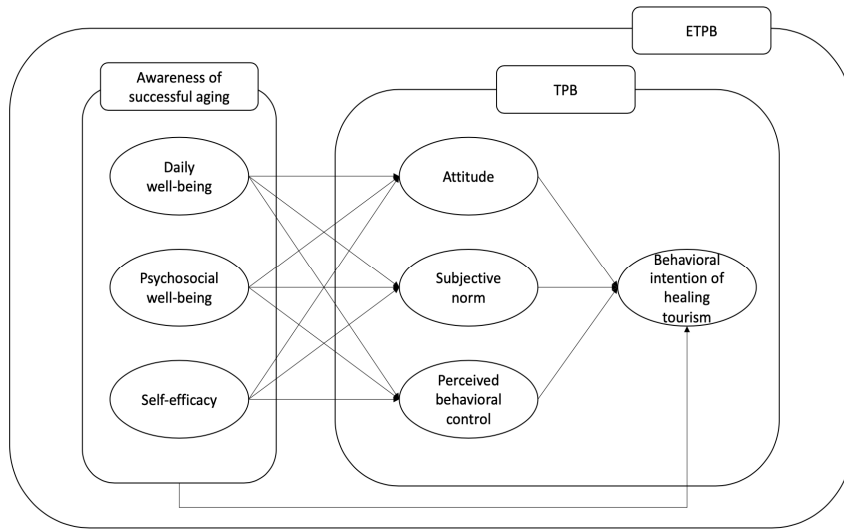 ETPB
Awareness of
successful aging
TPB
Daily
well-being
Attitude
Psychosocial
well-being
Subjective
norm
Behavioral
intention of
healing
tourism
Self-efficacy
Perceived
behavioral
control